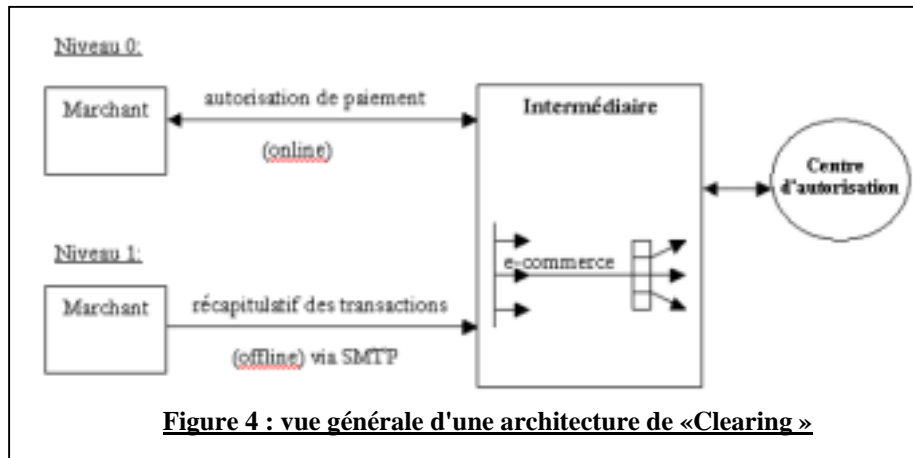 Niveau 0:
Marchant
autorisation de paiement
(online)
Intermédiaire
Centre
d'autorisation
Niveau 1:
e-commerce
Marchant
récapitulatif des transactions
(offline) via SMTP
Figure 4 : vue générale d'une architecture de «Clearing »